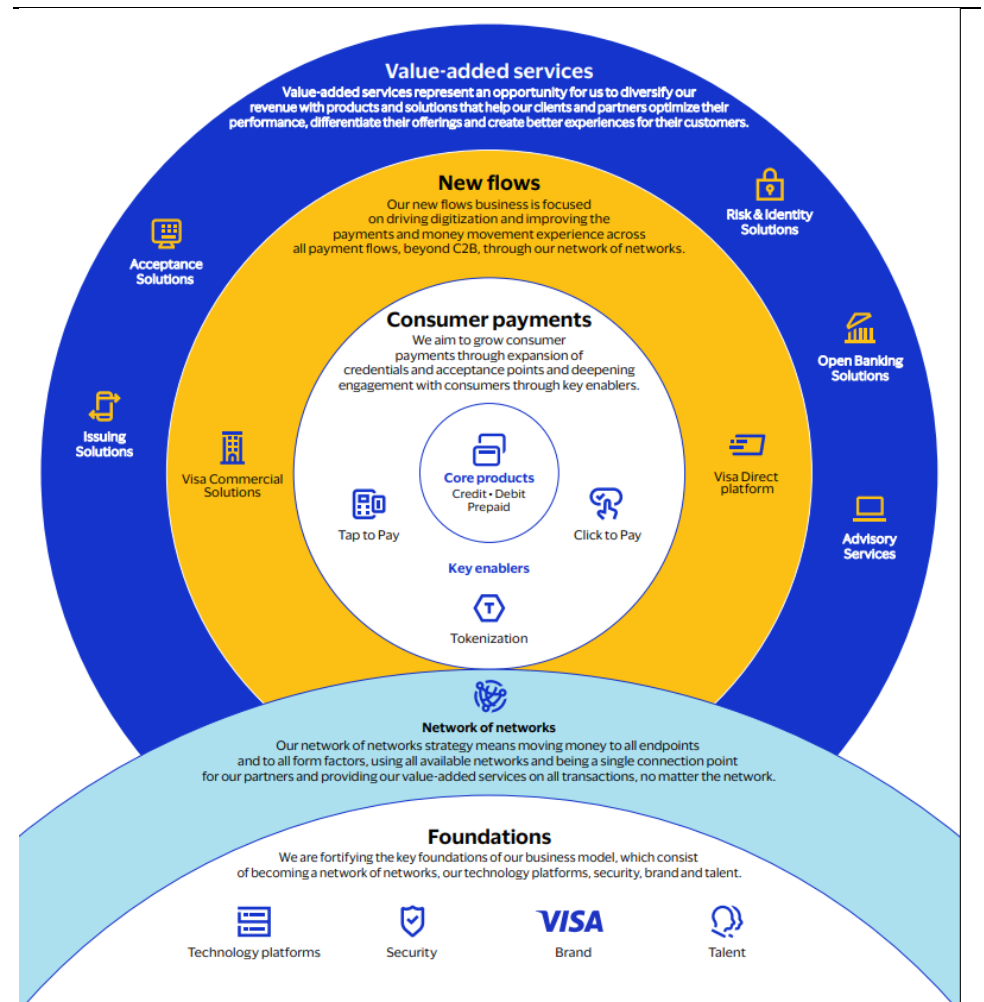 Value-added services
Value-added services represent an opportunity for us to diversify our
revenue with products and solutions that help our clients and partners optimize their
performance, differentiate their offerings and create better experiences for their customers.
New flows
Our new flows business is focused
on driving digitization and improving the
payments and money movement experience across
all payment flows, beyond C2B, through our network of networks.
Risk & Identity
Solutions
Acceptance
Solutions
Consumer payments
We aim to grow consumer
payments through expansion of
credentials and acceptance points and deepening
engagement with consumers through key enablers.
Open Banking
Solutions
Issuing
Solutions
Visa Commercial
Solutions
Core products
Credit • Debit
Prepaid
Visa Direct
platform
Tap to Pay
Click to Pay
Advisory
Services
Key enablers
T
Tokenization
Network of networks
Our network of networks strategy means moving money to all endpoints
and to all form factors, using all available networks and being a single connection point
for our partners and providing our value-added services on all transactions, no matter the network.
Foundations
We are fortifying the key foundations of our business model, which consist
of becoming a network of networks, our technology platforms, security, brand and talent.
VISA
Technology platforms
Security
Brand
Talent